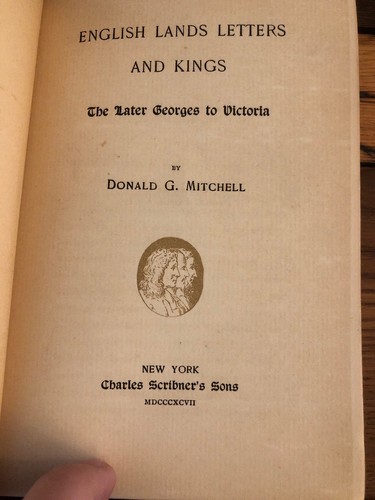 ENGLISH LANDS LETTERS
AND KINGS
The Later Georges to Victoria
BY
DONALD G. MITCHELL
NEW YORK
Charles Scribner's Sons
MDCCCXCVII